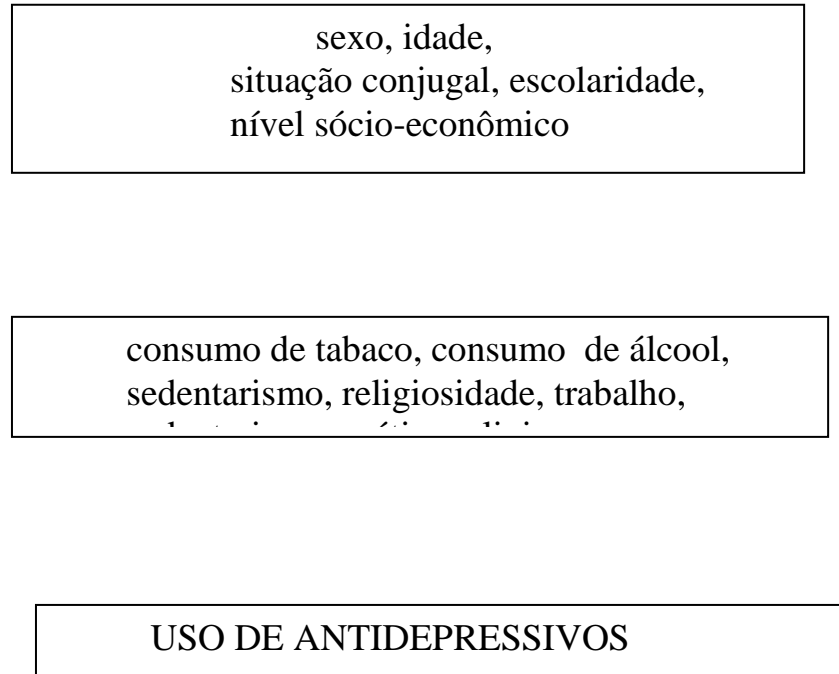 sexo, idade,
situação conjugal, escolaridade,
nível sócio-econômico
consumo de tabaco, consumo de álcool,
sedentarismo, religiosidade, trabalho,
USO DE ANTIDEPRESSIVOS